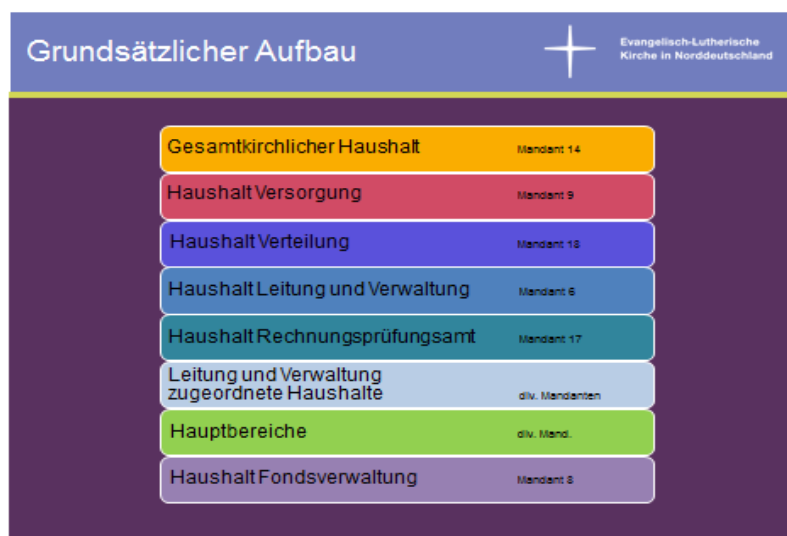 Grundsätzlicher Aufbau
Evangelisch-Lutherische
Kirche in Norddeutschland
Gesamtkirchlicher Haushalt Mandant 14
Haushalt Versorgung Mandant 9
Haushalt Verteilung Mandant 18
Haushalt Leitung und Verwaltung Mandant 6
Haushalt Rechnungsprüfungsamt Mandant 17
Leitung und Verwaltung
zugeordnete Haushalte div. Mandanten
Hauptbereiche div. Mand.
Haushalt Fondsverwaltung Mandant 8